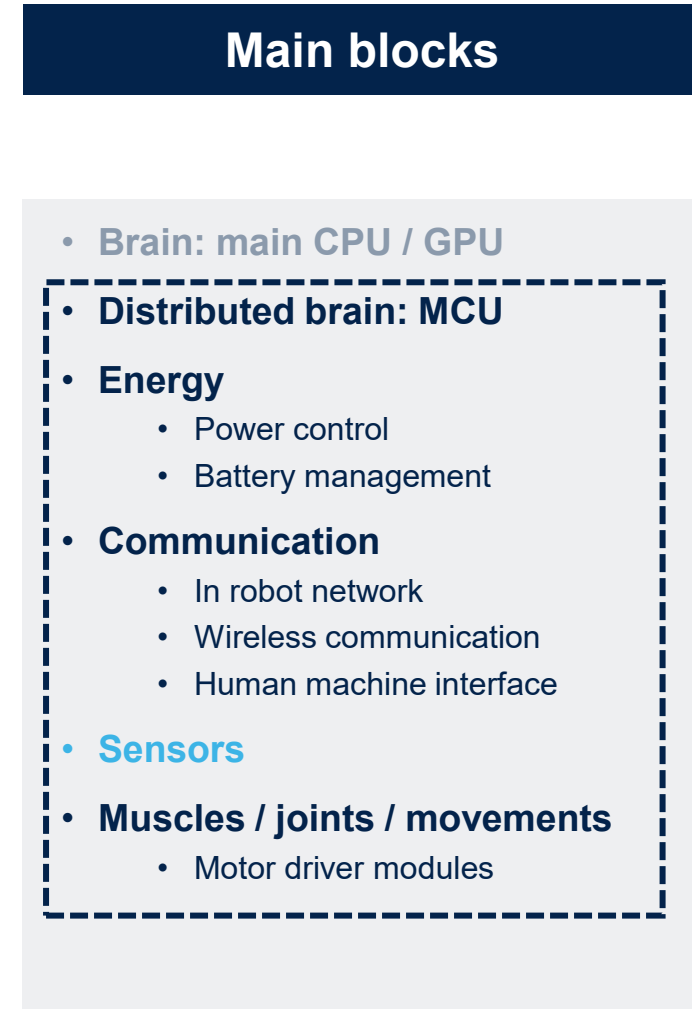 Main blocks
• Brain: main CPU / GPU
• Distributed brain: MCU
• Energy
• Power control
• Battery management
• Communication
• In robot network
• Wireless communication
• Human machine interface
• Sensors
• Muscles / joints / movements
• Motor driver modules